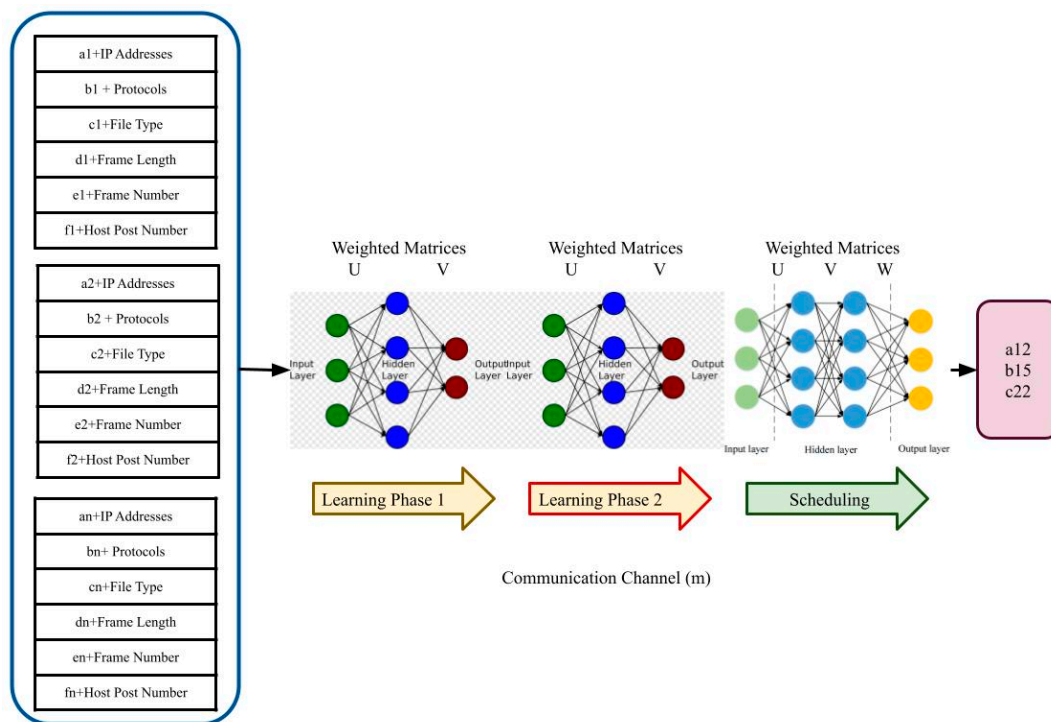 a1+IP Addresses
b1 + Protocols
c1+File Type
d1+Frame Length
e1+Frame Number
f1+Host Post Number
a2+IP Addresses
b2 + Protocols
c2+File Type
d2+Frame Length
e2+Frame Number
f2+Host Post Number
an+IP Addresses
bn+ Protocols
cn+File Type
dn+Frame Length
en+Frame Number
fn+Host Post Number
Weighted Matrices
U V
Input
Layer
Hidden
Layer
Output
Layer
Learning Phase 1
Weighted Matrices
U V
Input
Layer
Hidden
Layer
Output
Layer
Learning Phase 2
Weighted Matrices
U V W
Input layer
Hidden layer
Output layer
Scheduling
a12
b15
c22
Communication Channel (m)